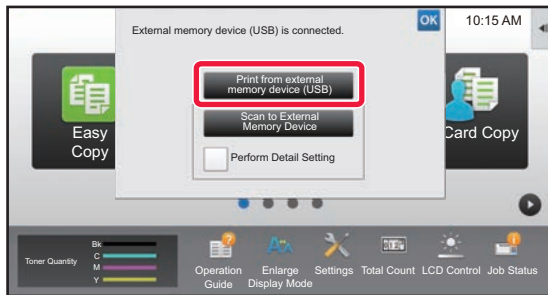 External memory device (USB) is connected.
OK
10:15 AM
Print from external
memory device (USB)
Scan to External
Memory Device
Perform Detail Setting
Easy
Copy
Card Copy
Toner Quantity
Bk
C
M
Y
Operation
Guide
Enlarge
Display Mode
Settings
Total Count
LCD Control
Job Status